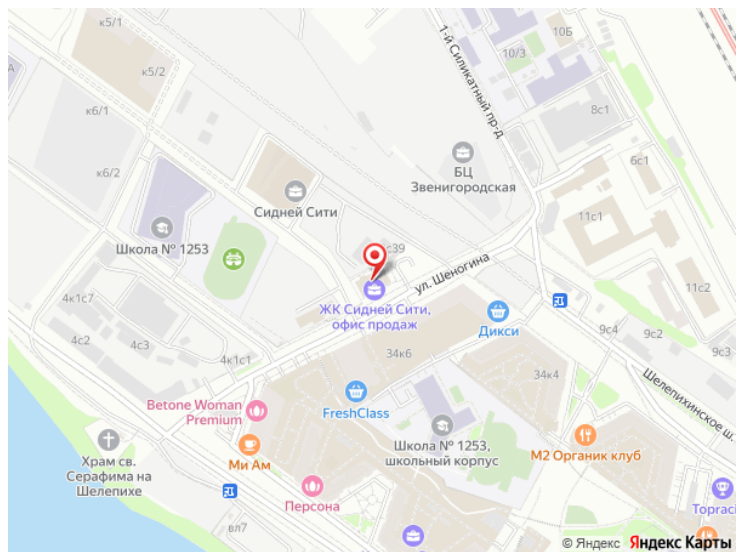 к5/1
к5/2
к6/1
к6/2
1-й Силикатный пр-д
10Б
10/3
8с1
6с1
БЦ
Звенигородская
11с1
11с2
Сидней Сити
Школа № 1253
с39
ул. Шеногина
ЖК Сидней Сити,
офис продаж
4к1с7
4с2
4с3
4к1с1
Дикси
34к6
34к4
9с4
9с2
9с3
Шелепихинское ш.
Betone Woman
Premium
FreshClass
Ми Ам
Школа № 1253,
школьный корпус
М2 Органик клуб
Храм св.
Серафима на
Шелепихе
Персона
Topraci
вл7
© Яндекс Яндекс Карты